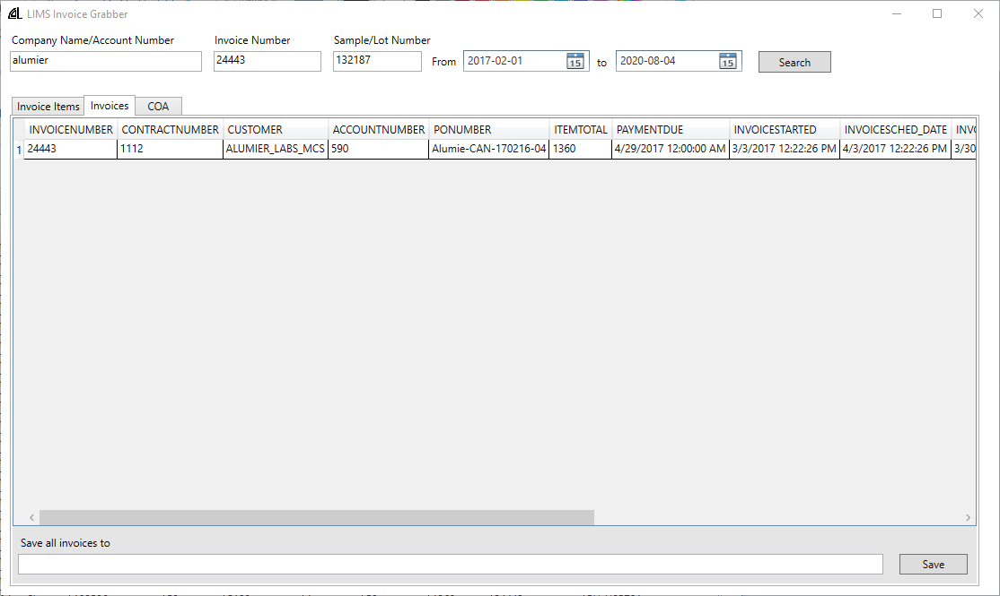 LIMS Invoice Grabber
Company Name/Account Number Invoice Number Sample/Lot Number
alumier 24443 132187 From 2017-02-01 15 to 2020-08-04 15 Search
Invoice Items Invoices COA
INVOICENUMBER CONTRACTNUMBER CUSTOMER ACCOUNTNUMBER PONUMBER ITEMTOTAL PAYMENTDUE INVOICESTARTED INVOICESCHED_DATE INVO
1 24443 1112 ALUMIER_LABS_MCS 590 Alumie-CAN-170216-04 1360 4/29/2017 12:00:00 AM 3/3/2017 12:22:26 PM 4/3/2017 12:22:26 PM 3/30
Save all invoices to
Save